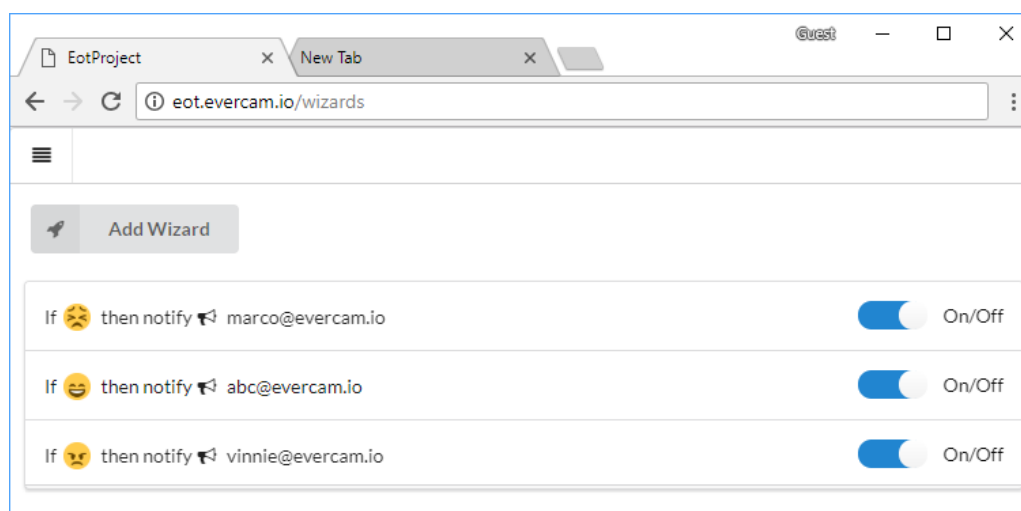 Guest
EotProject New Tab
eot.evercam.io/wizards
Add Wizard
If then notify marco@evercam.io On/Off
If then notify abc@evercam.io On/Off
If then notify vinnie@evercam.io On/Off